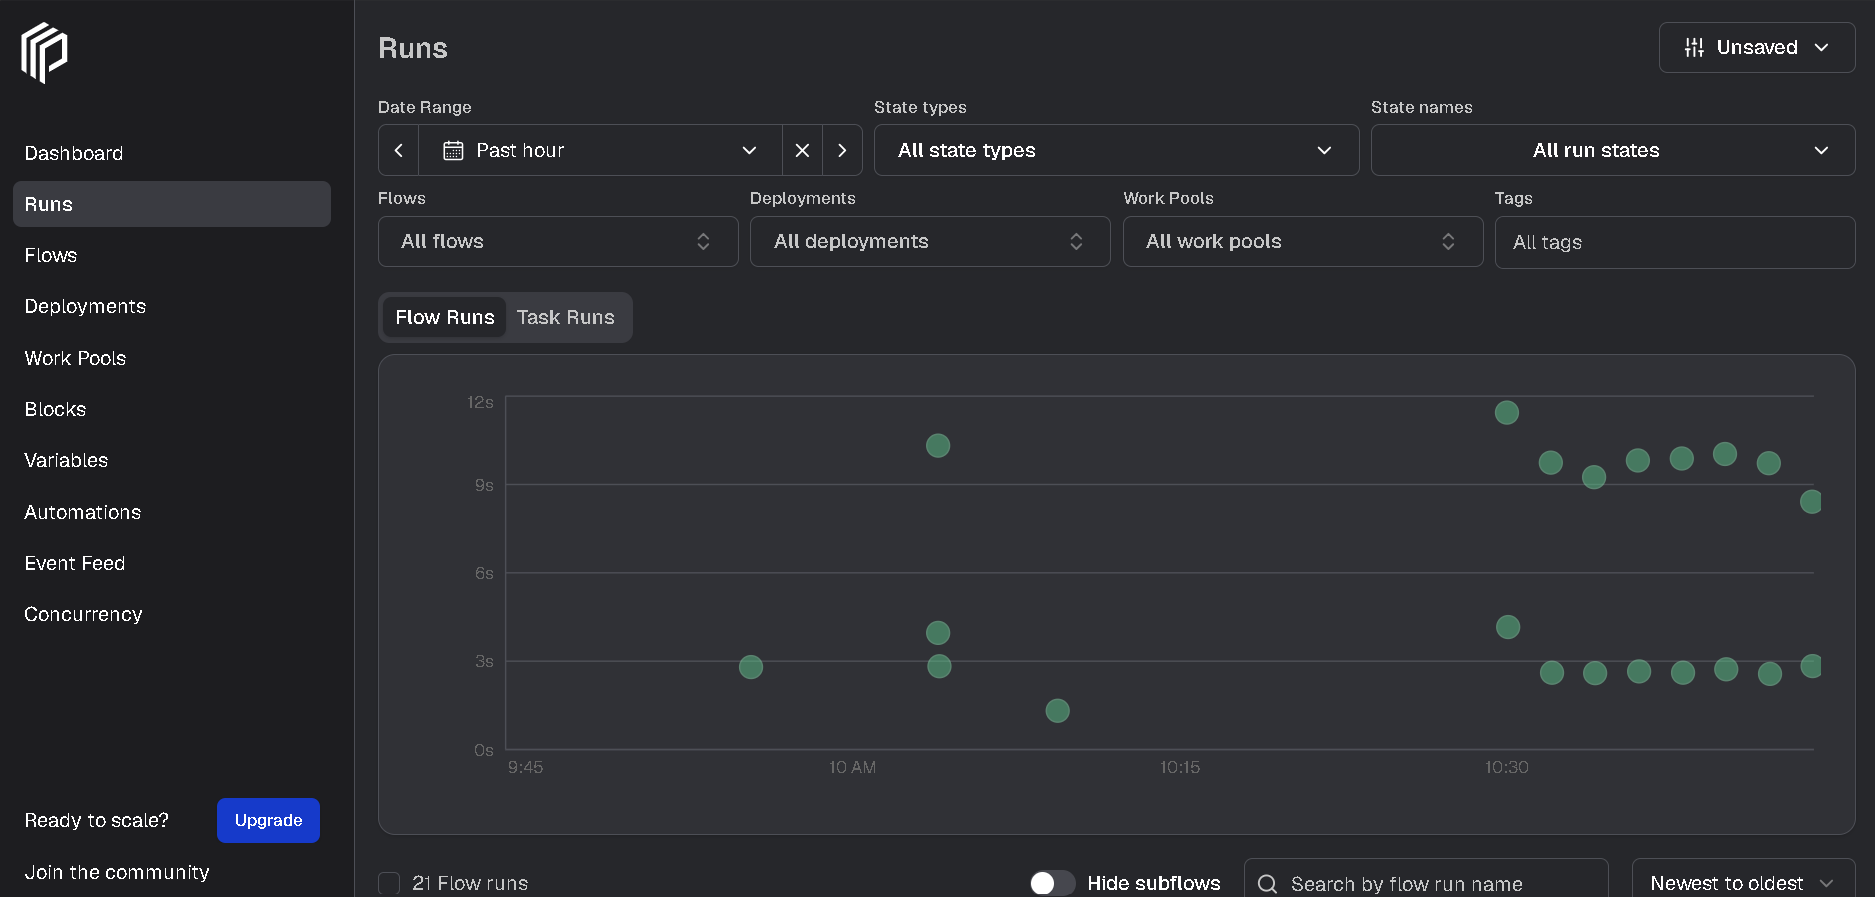 Dashboard
Runs
Flows
Deployments
Work Pools
Blocks
Variables
Automations
Event Feed
Concurrency
Ready to scale?
Upgrade
Join the community
Runs
Unsaved
Date Range
Past hour
State types
All state types
State names
All run states
Flows
All flows
Deployments
All deployments
Work Pools
All work pools
Tags
All tags
Flow Runs
Task Runs
12s
9s
6s
3s
0s
9:45
10 AM
10:15
10:30
21 Flow runs
Hide subflows
Search by flow run name
Newest to oldest